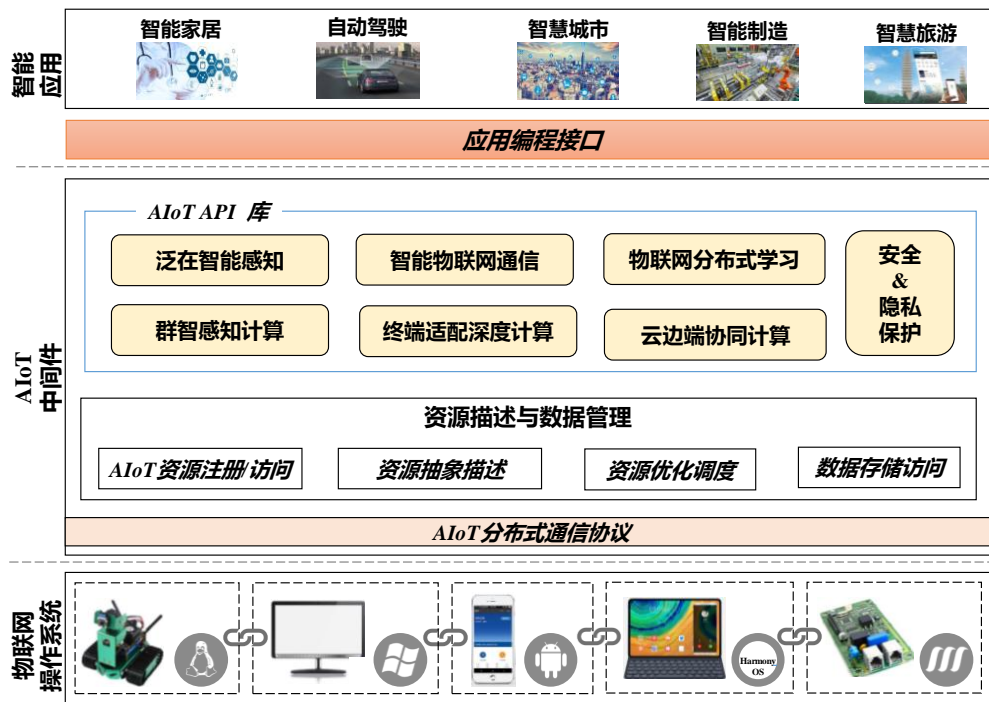 智能
应用
智能家居
自动驾驶
智慧城市
智能制造
智慧旅游
应用编程接口
AIoT
中间件
AIoT API 库
泛在智能感知
智能物联网通信
物联网分布式学习
安全
&
隐私
保护
群智感知计算
终端适配深度计算
云边端协同计算
资源描述与数据管理
AIoT资源注册/访问
资源抽象描述
资源优化调度
数据存储访问
AIoT分布式通信协议
物联网
操作系统
Harmony
OS